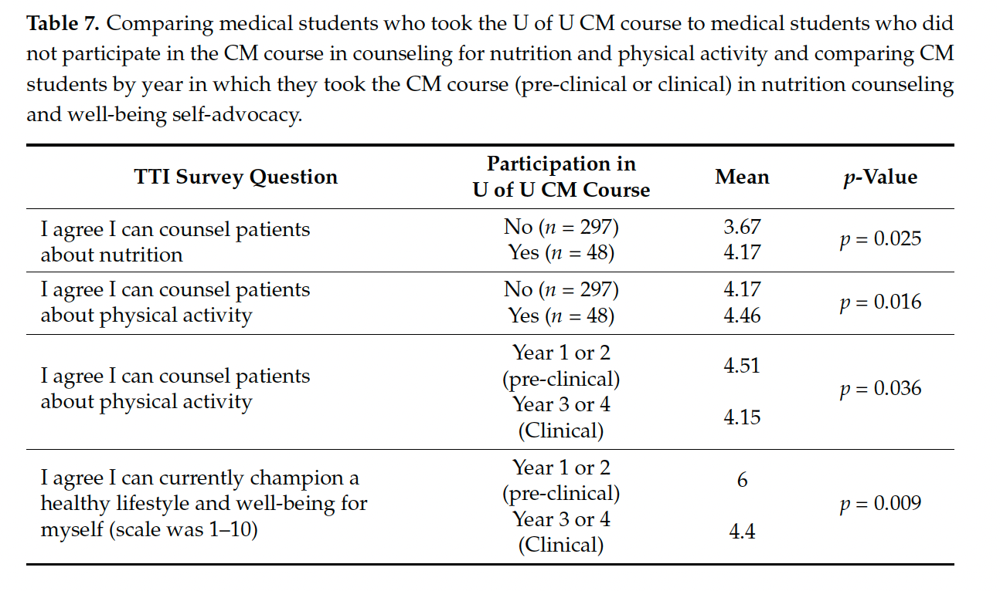 Table 7. Comparing medical students who took the U of U CM course to medical students who did
not participate in the CM course in counseling for nutrition and physical activity and comparing CM
students by year in which they took the CM course (pre-clinical or clinical) in nutrition counseling
and well-being self-advocacy.
TTI Survey Question
Participation in
U of U CM Course
Mean
p-Value
I agree I can counsel patients
about nutrition
No (n = 297)
Yes (n = 48)
3.67
4.17
p = 0.025
I agree I can counsel patients
about physical activity
No (n = 297)
Yes (n = 48)
4.17
4.46
p = 0.016
I agree I can counsel patients
about physical activity
Year 1 or 2
(pre-clinical)
Year 3 or 4
(Clinical)
4.51
4.15
p = 0.036
I agree I can currently champion a
healthy lifestyle and well-being for
myself (scale was 1–10)
Year 1 or 2
(pre-clinical)
Year 3 or 4
(Clinical)
6
4.4
p = 0.009